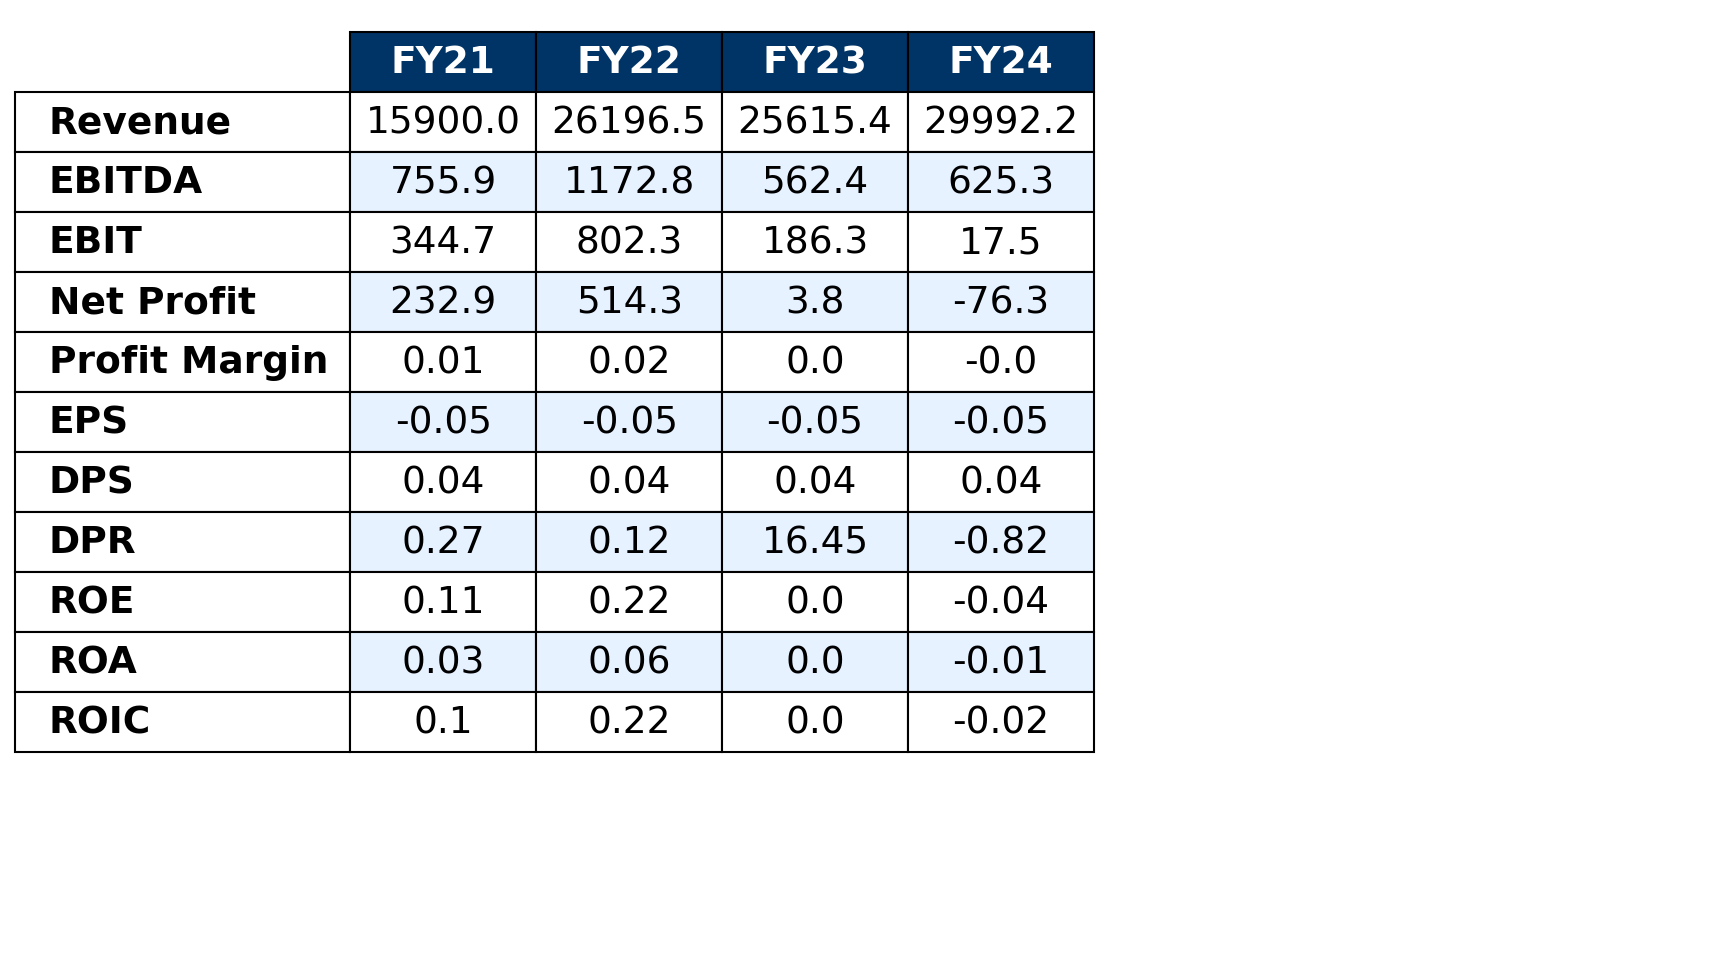 FY21 FY22 FY23 FY24
Revenue 15900.0 26196.5 25615.4 29992.2
EBITDA 755.9 1172.8 562.4 625.3
EBIT 344.7 802.3 186.3 17.5
Net Profit 232.9 514.3 3.8 -76.3
Profit Margin 0.01 0.02 0.0 -0.0
EPS -0.05 -0.05 -0.05 -0.05
DPS 0.04 0.04 0.04 0.04
DPR 0.27 0.12 16.45 -0.82
ROE 0.11 0.22 0.0 -0.04
ROA 0.03 0.06 0.0 -0.01
ROIC 0.1 0.22 0.0 -0.02